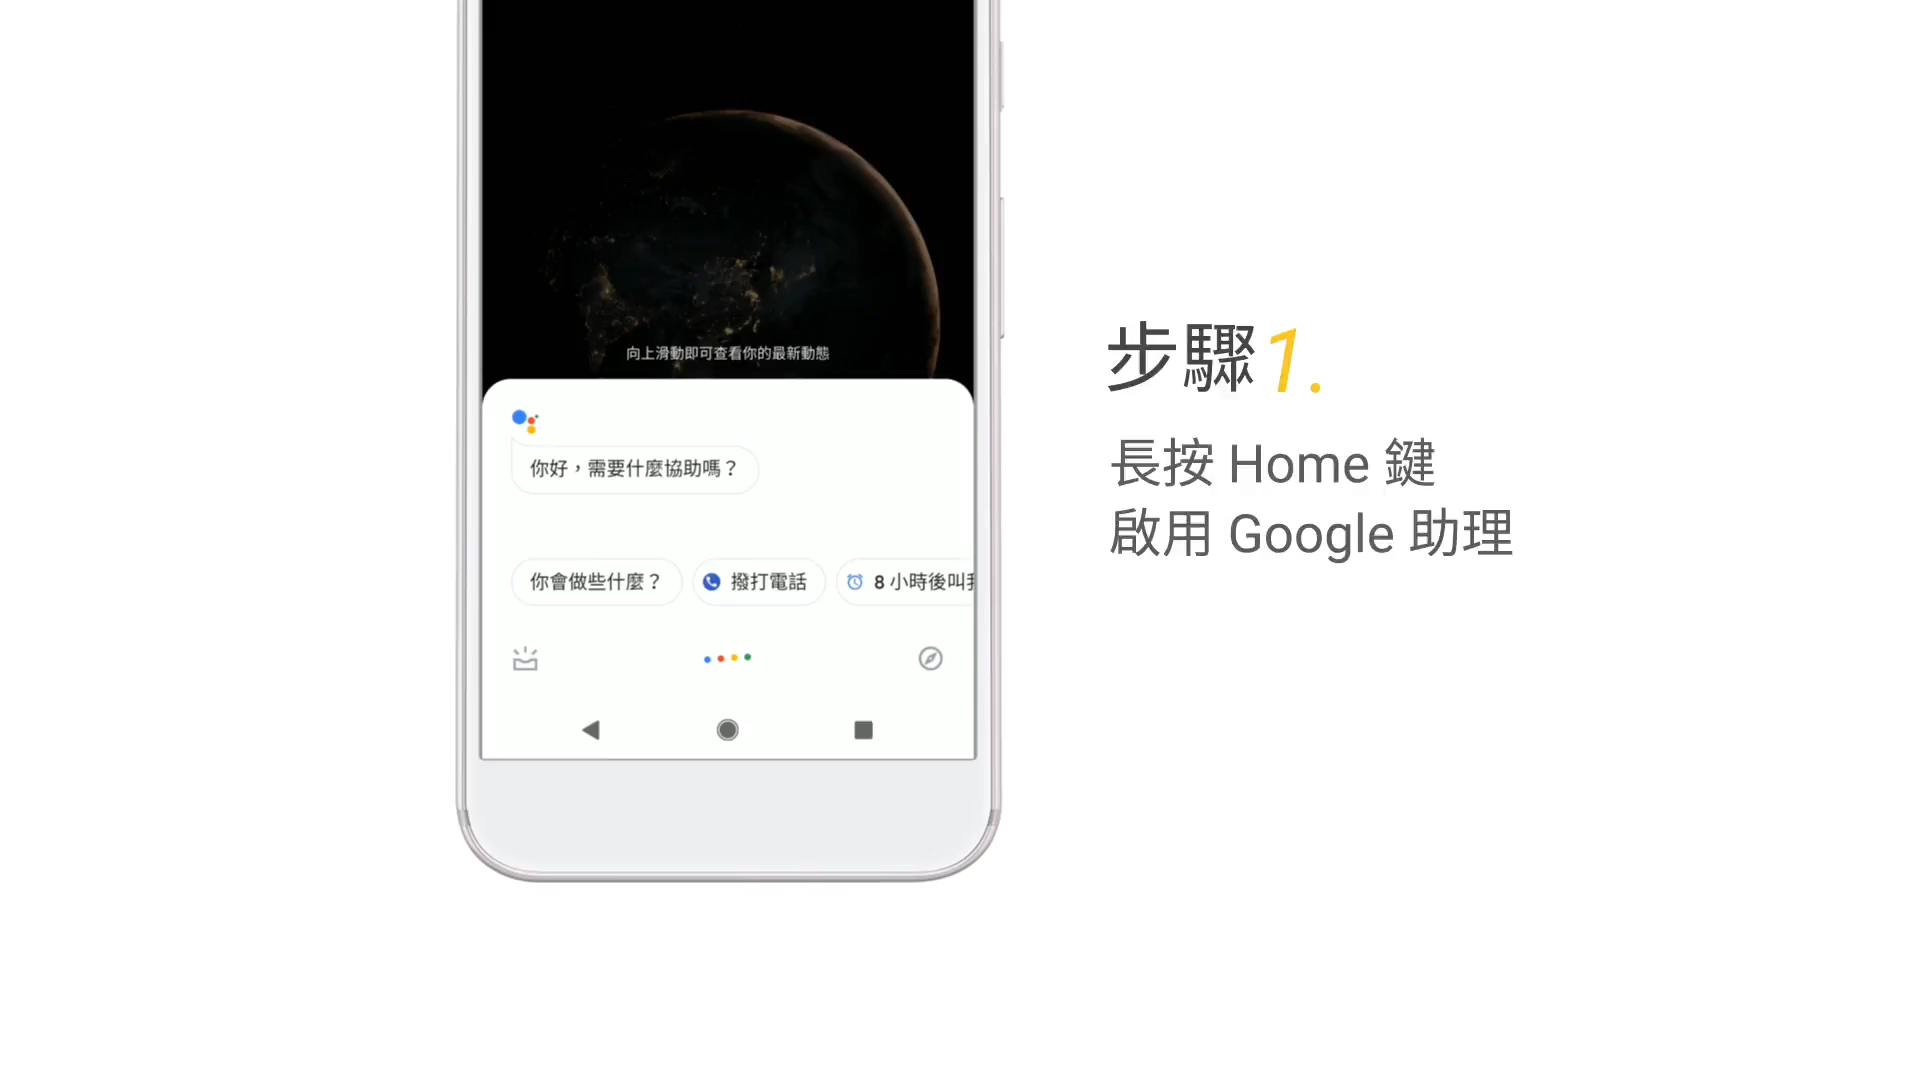 向上滑動即可查看你的最新動態
你好，需要什麼協助嗎？
你會做些什麼？
撥打電話
8 小時後叫我
步驟1.
長按 Home 鍵
啟用 Google 助理